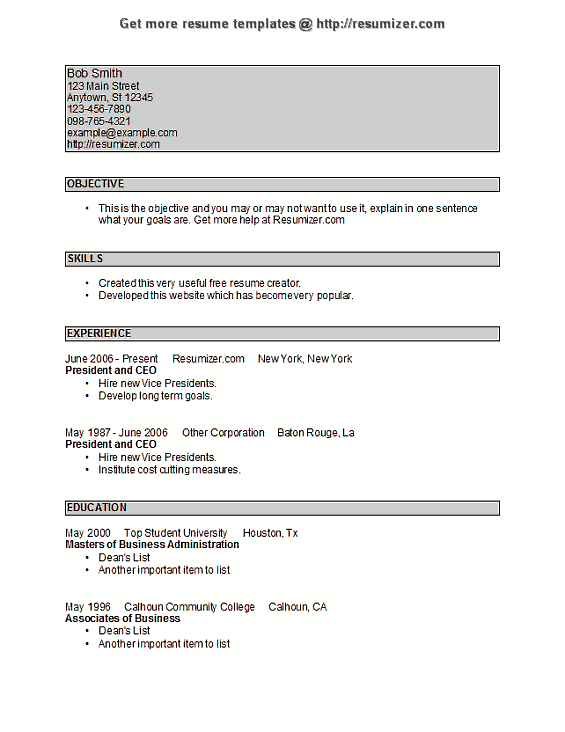 Get more resume templates @ http://resumizer.com
Bob Smith
123 Main Street
Anytown, St 12345
123-456-7890
098-765-4321
example@example.com
http://resumizer.com
OBJECTIVE
• This is the objective and you may or may not want to use it, explain in one sentence
what your goals are. Get more help at Resumizer.com
SKILLS
• Created this very useful free resume creator.
• Developed this website which has become very popular.
EXPERIENCE
June 2006 - Present Resumizer.com New York, New York
President and CEO
• Hire new Vice Presidents.
• Develop long term goals.
May 1987 - June 2006 Other Corporation Baton Rouge, La
President and CEO
• Hire new Vice Presidents.
• Institute cost cutting measures.
EDUCATION
May 2000 Top Student University Houston, Tx
Masters of Business Administration
• Dean's List
• Another important item to list
May 1996 Calhoun Community College Calhoun, CA
Associates of Business
• Dean's List
• Another important item to list